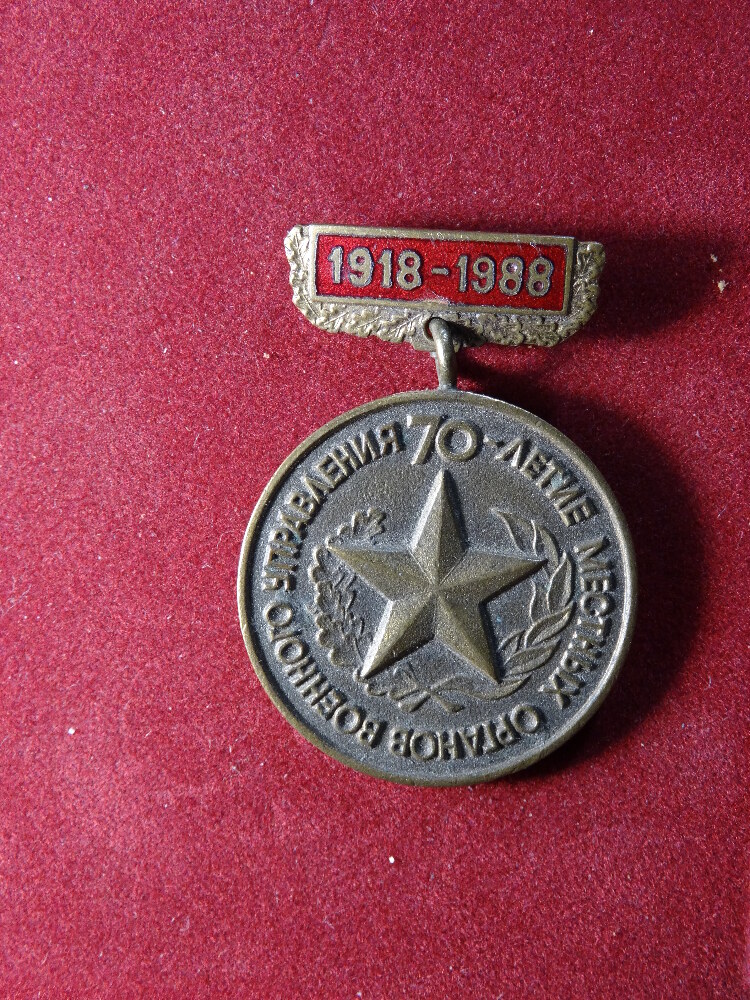 1918-1988
70-ЛЕТИЕ МЕСТНЫХ ОРГАНОВ ВОЕННОГО УПРАВЛЕНИЯ